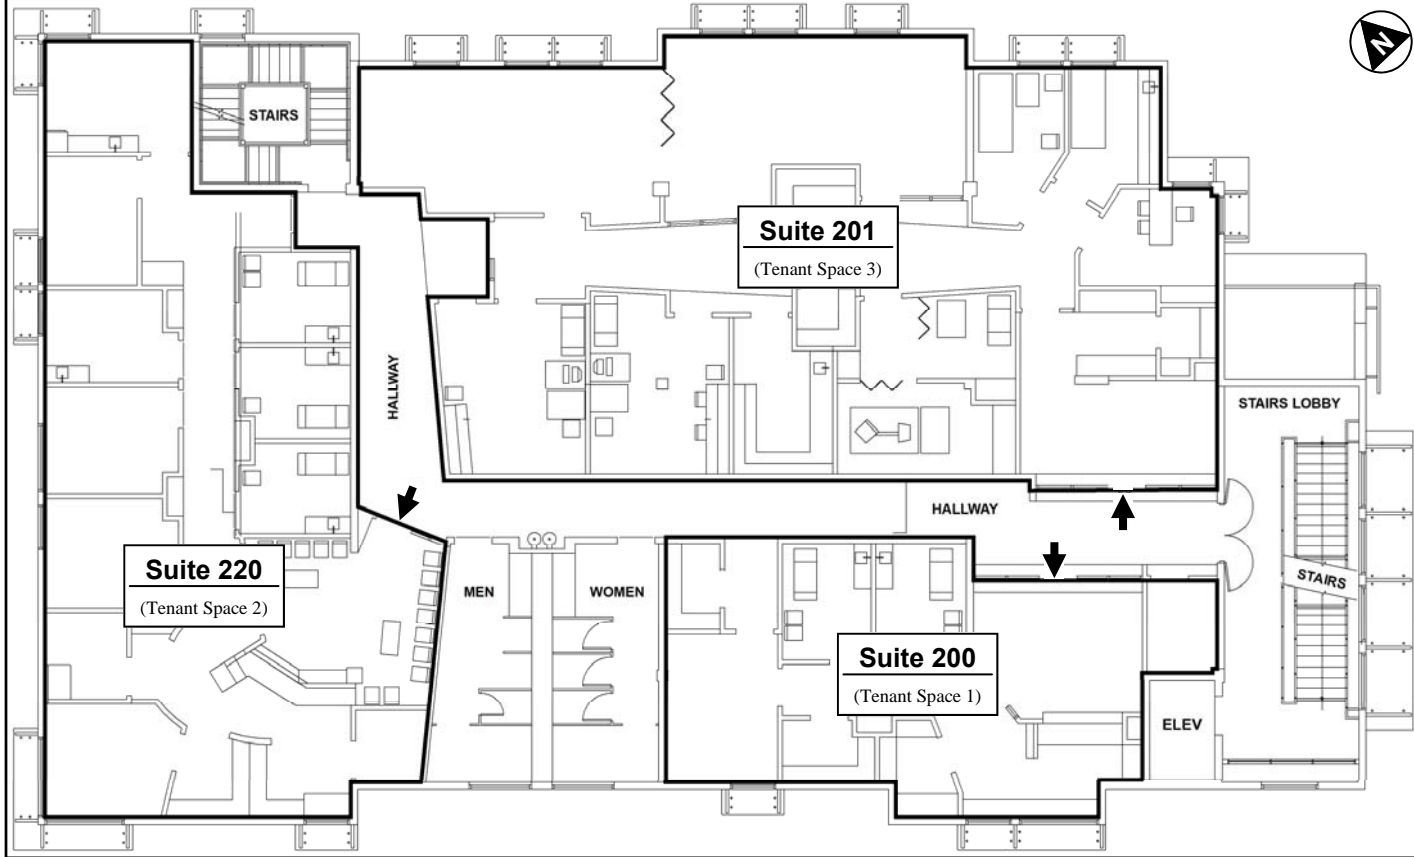 N
STAIRS
Suite 201
(Tenant Space 3)
HALLWAY
STAIRS LOBBY
HALLWAY
STAIRS
Suite 220
(Tenant Space 2)
MEN
WOMEN
Suite 200
(Tenant Space 1)
ELEV